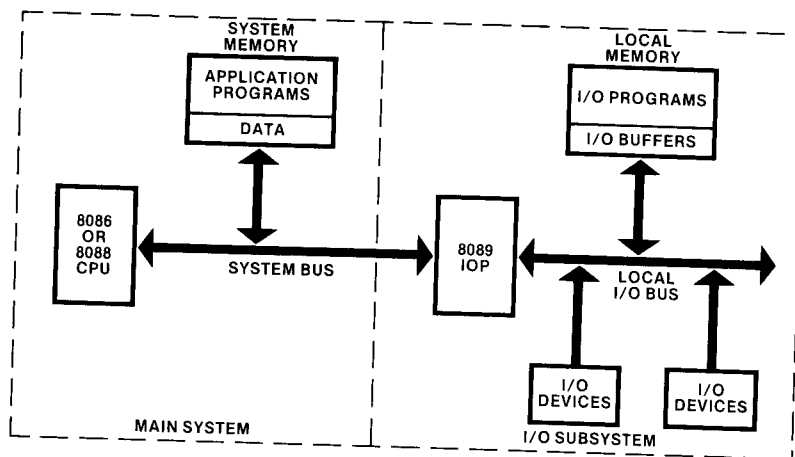 SYSTEM
MEMORY
APPLICATION
PROGRAMS
DATA
8086
OR
8088
CPU
SYSTEM BUS
MAIN SYSTEM
LOCAL
MEMORY
I/O PROGRAMS
I/O BUFFERS
8089
IOP
LOCAL
I/O BUS
I/O
DEVICES
I/O
DEVICES
I/O SUBSYSTEM